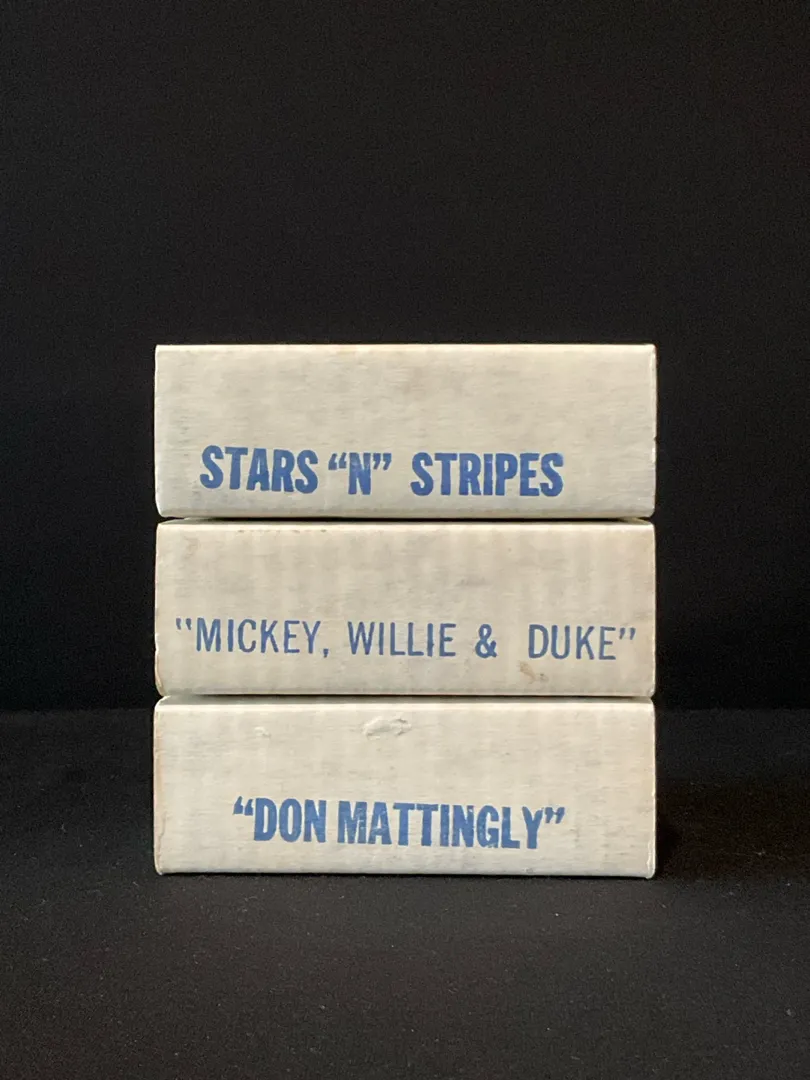 STARS “N” STRIPES
"MICKEY, WILLIE & DUKE"
“DON MATTINGLY”